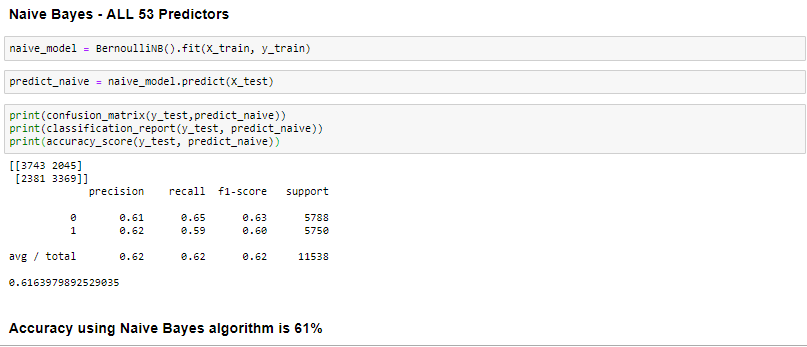 Naive Bayes - ALL 53 Predictors
naive_model = BernoulliNB().fit(X_train, y_train)
predict_naive = naive_model.predict(X_test)
print(confusion_matrix(y_test,predict_naive))
print(classification_report(y_test, predict_naive))
print(accuracy_score(y_test, predict_naive))
[[3743 2045]
[2381 3369]]
precision recall f1-score support
0 0.61 0.65 0.63 5788
1 0.62 0.59 0.60 5750
avg / total 0.62 0.62 0.62 11538
0.6163979892529035
Accuracy using Naive Bayes algorithm is 61%